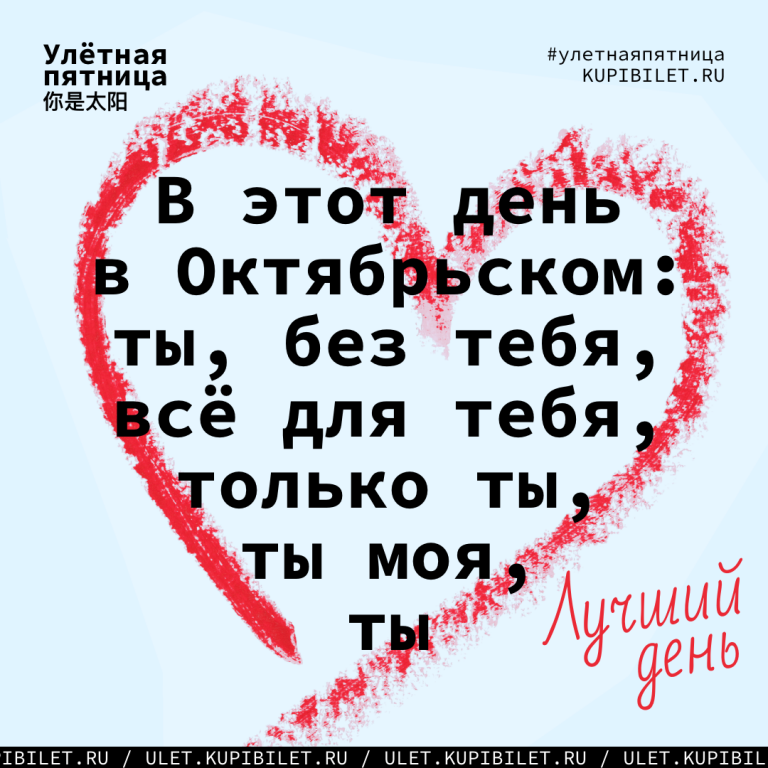 Улётная
пятница
你是太阳
#улетнаяпятница
KUPIBILET.RU
В этот день
в Октябрьском:
ты, без тебя,
всё для тебя,
только ты,
ты моя,
ты
Лучший
день
IBILET.RU / ULET.KUPIBILET.RU / ULET.KUPIBILET.RU / ULET.KUPIBIL